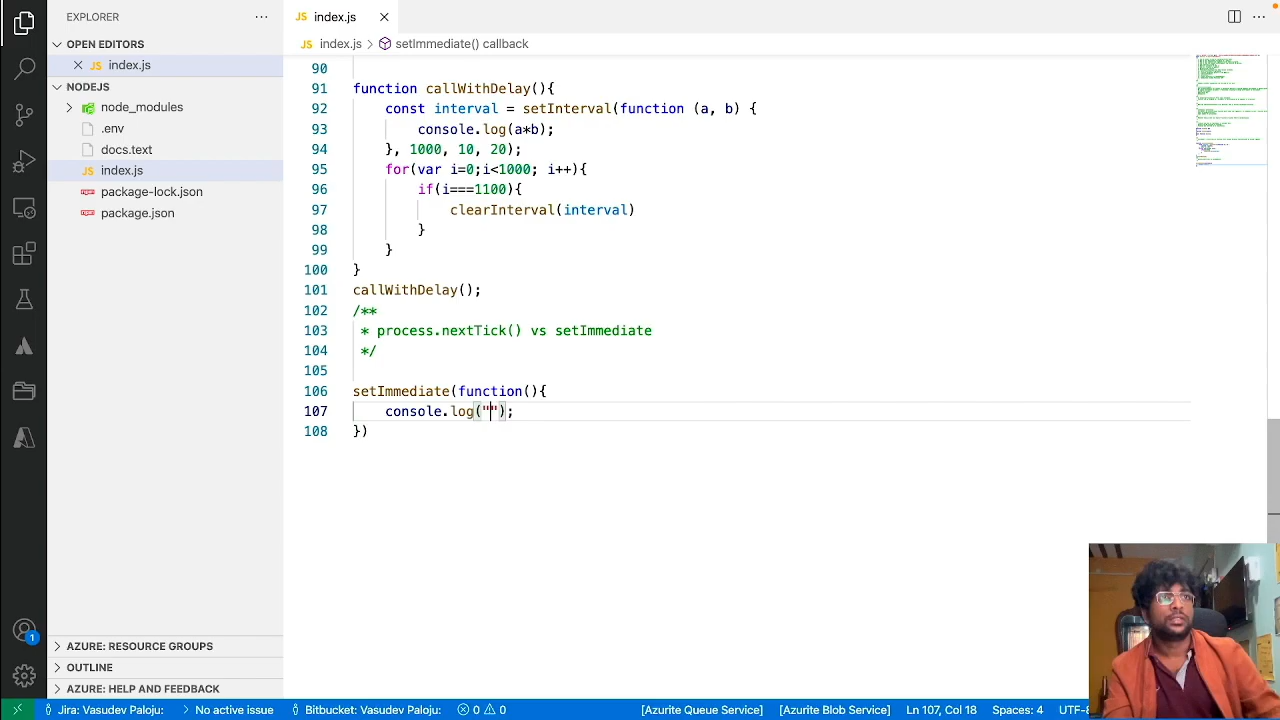 EXPLORER
JS index.js
OPEN EDITORS
JS index.js
JS index.js > setImmediate() callback
NODEJS
node_modules
.env
docs.text
JS index.js
package-lock.json
package.json
90
91 function callWithDelay(){
92 const interval = setInterval(function (a, b) {
93 console.log(a+b);
94 }, 1000, 10, 20)
95 for(var i=0;i<1000; i++){
96 if(i===1100){
97 clearInterval(interval)
98 }
99 }
100 }
101 callWithDelay();
102 /**
103 * process.nextTick() vs setImmediate
104 */
105
106 setImmediate(function(){
107 console.log("");
108 })
1
AZURE: RESOURCE GROUPS
OUTLINE
AZURE: HELP AND FEEDBACK
Jira: Vasudev Paloju: > No active issue Bitbucket: Vasudev Paloju: 0 0 [Azurite Queue Service] [Azurite Blob Service] Ln 107, Col 18 Spaces: 4 UTF-8